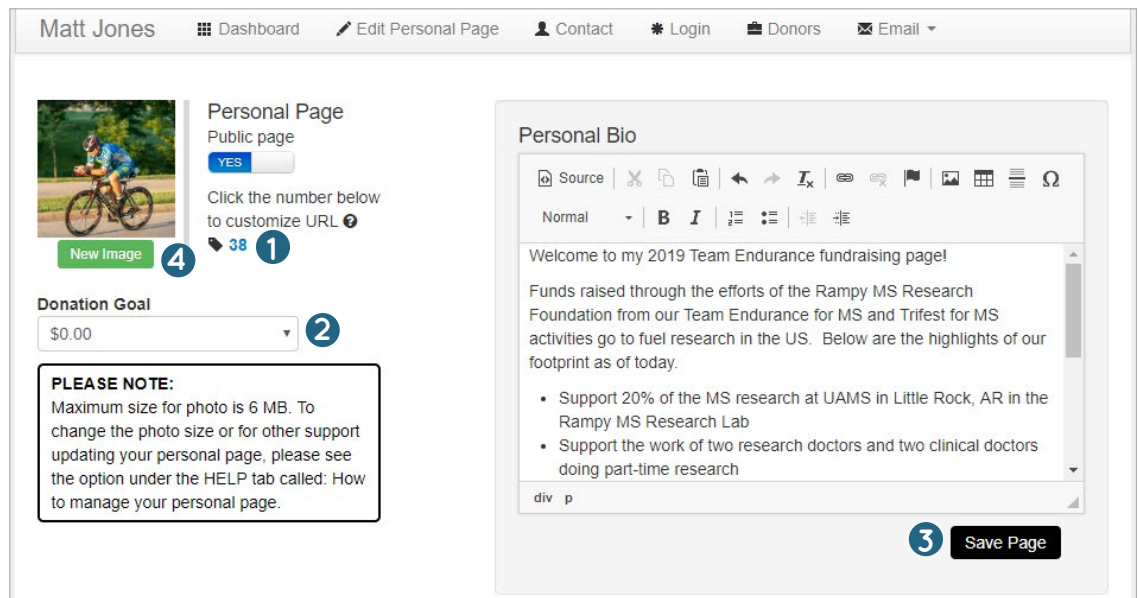 Matt Jones Dashboard Edit Personal Page Contact Login Donors Email
Personal Page
Public page
YES
Click the number below
to customize URL
38 1
New Image 4
Donation Goal
$0.00 2
PLEASE NOTE:
Maximum size for photo is 6 MB. To
change the photo size or for other support
updating your personal page, please see
the option under the HELP tab called: How
to manage your personal page.
Personal Bio
Source Ω
Normal B I
Welcome to my 2019 Team Endurance fundraising page!
Funds raised through the efforts of the Rampy MS Research
Foundation from our Team Endurance for MS and Trifest for MS
activities go to fuel research in the US. Below are the highlights of our
footprint as of today.
• Support 20% of the MS research at UAMS in Little Rock, AR in the
Rampy MS Research Lab
• Support the work of two research doctors and two clinical doctors
doing part-time research
div p
3 Save Page